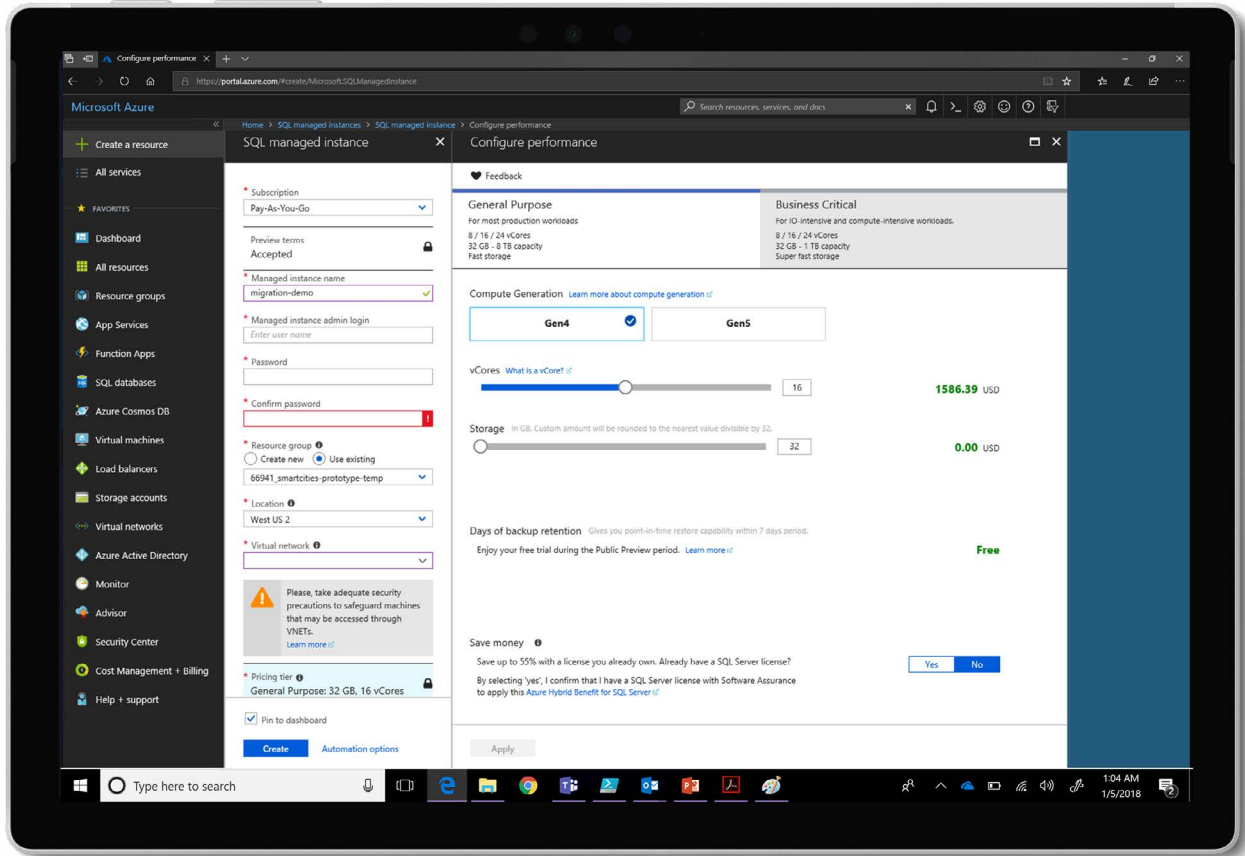 Configure performance
https://portal.azure.com/#create/Microsoft.SQLManagedInstance
Microsoft Azure
Search resources, services, and docs
Home > SQL managed instances > SQL managed instance > Configure performance
Create a resource
All services
FAVORITES
Dashboard
All resources
Resource groups
App Services
Function Apps
SQL databases
Azure Cosmos DB
Virtual machines
Load balancers
Storage accounts
Virtual networks
Azure Active Directory
Monitor
Advisor
Security Center
Cost Management + Billing
Help + support
SQL managed instance
* Subscription
Pay-As-You-Go
Preview terms
Accepted
* Managed instance name
migration-demo
* Managed instance admin login
Enter user name
* Password
* Confirm password
* Resource group
Create new Use existing
66941_smartcities-prototype-temp
* Location
West US 2
* Virtual network
Please, take adequate security
precautions to safeguard machines
that may be accessed through
VNETs.
Learn more
* Pricing tier
General Purpose: 32 GB, 16 vCores
Pin to dashboard
Create Automation options
Configure performance
Feedback
General Purpose
For most production workloads
8 / 16 / 24 vCores
32 GB - 8 TB capacity
Fast storage
Business Critical
For IO-intensive and compute-intensive workloads.
8 / 16 / 24 vCores
32 GB - 1 TB capacity
Super fast storage
Compute Generation Learn more about compute generation
Gen4 Gen5
vCores What is a vCore?
16 1586.39 USD
Storage In GB. Custom amount will be rounded to the nearest value divisible by 32.
32 0.00 USD
Days of backup retention Gives you point-in-time restore capability within 7 days period.
Enjoy your free trial during the Public Preview period. Learn more Free
Save money
Save up to 55% with a license you already own. Already have a SQL Server license? Yes No
By selecting 'yes', I confirm that I have a SQL Server license with Software Assurance
to apply this Azure Hybrid Benefit for SQL Server
Apply
Type here to search
1:04 AM
1/5/2018